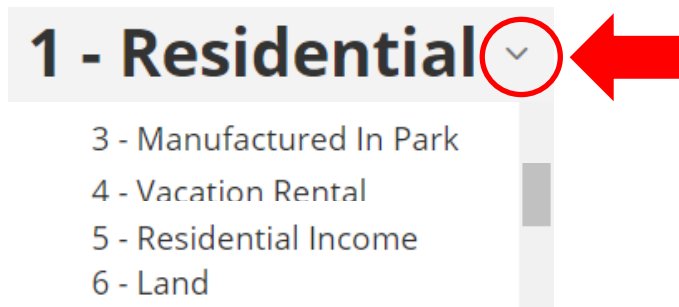 1 - Residential
3 - Manufactured In Park
4 - Vacation Rental
5 - Residential Income
6 - Land